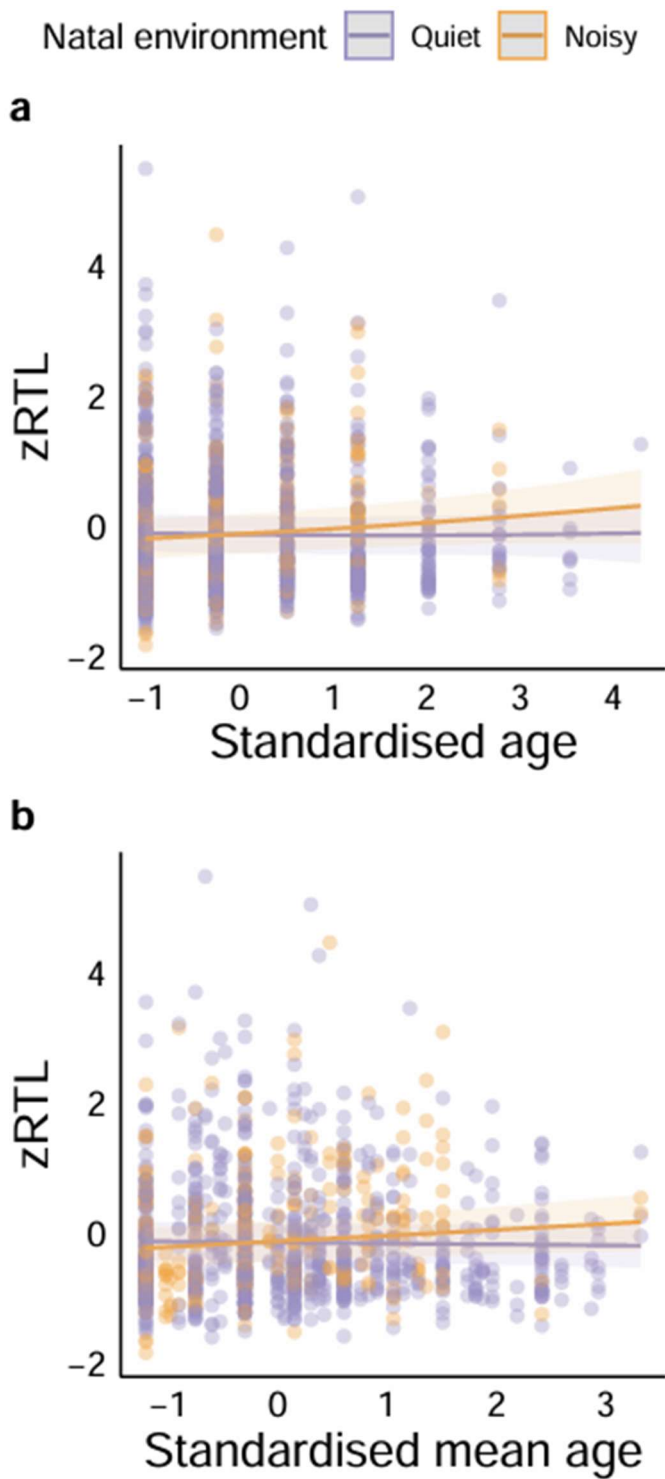 Natal environment Quiet Noisy
a
4
2
0
−2
zRTL
−1 0 1 2 3 4
Standardised age
b
4
2
0
−2
zRTL
−1 0 1 2 3
Standardised mean age